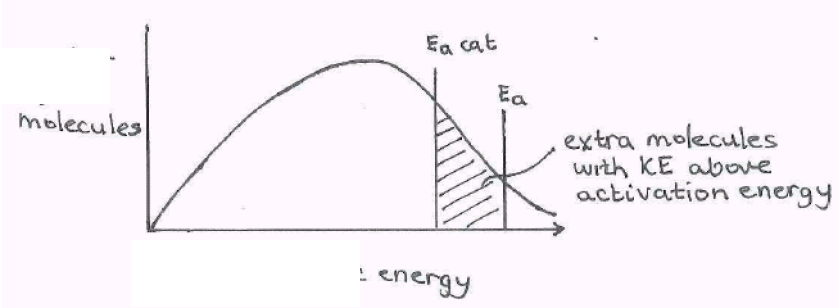 Ea cat
Ea
molecules
extra molecules
with KE above
activation energy
energy